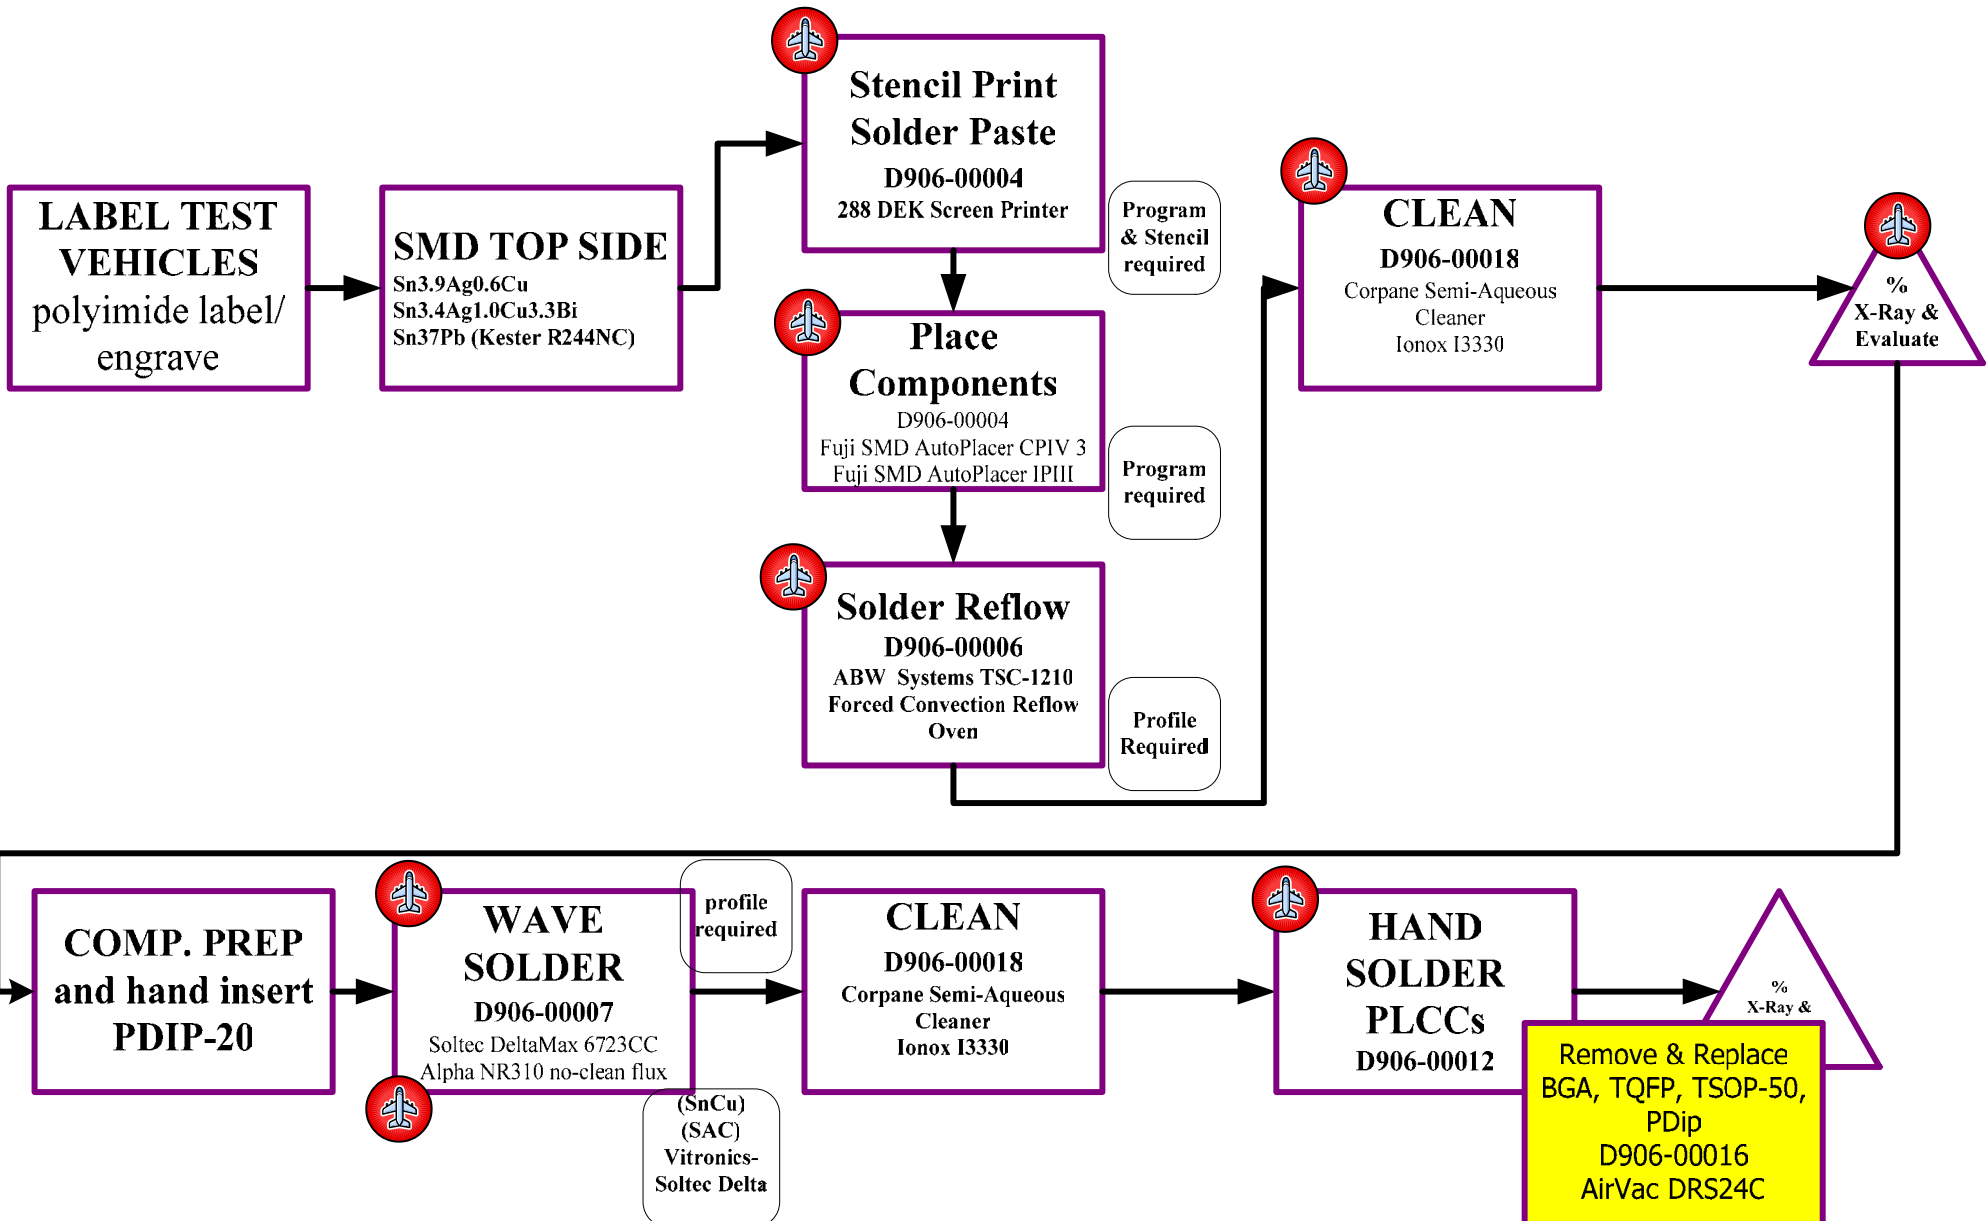 LABEL TEST
VEHICLES
polyimide label/
engrave
SMD TOP SIDE
Sn3.9Ag0.6Cu
Sn3.4Ag1.0Cu3.3Bi
Sn37Pb (Kester R244NC)
Stencil Print
Solder Paste
D906-00004
288 DEK Screen Printer
Program
& Stencil
required
Place
Components
D906-00004
Fuji SMD AutoPlacer CPIV 3
Fuji SMD AutoPlacer IPIII
Program
required
Solder Reflow
D906-00006
ABW Systems TSC-1210
Forced Convection Reflow
Oven
Profile
Required
CLEAN
D906-00018
Corpane Semi-Aqueous
Cleaner
Ionox I3330
%
X-Ray &
Evaluate
COMP. PREP
and hand insert
PDIP-20
WAVE
SOLDER
D906-00007
Soltec DeltaMax 6723CC
Alpha NR310 no-clean flux
profile
required
(SnCu)
(SAC)
Vitronics-
Soltec Delta
CLEAN
D906-00018
Corpane Semi-Aqueous
Cleaner
Ionox I3330
HAND
SOLDER
PLCCs
D906-00012
%
X-Ray &
Remove & Replace
BGA, TQFP, TSOP-50,
PDip
D906-00016
AirVac DRS24C